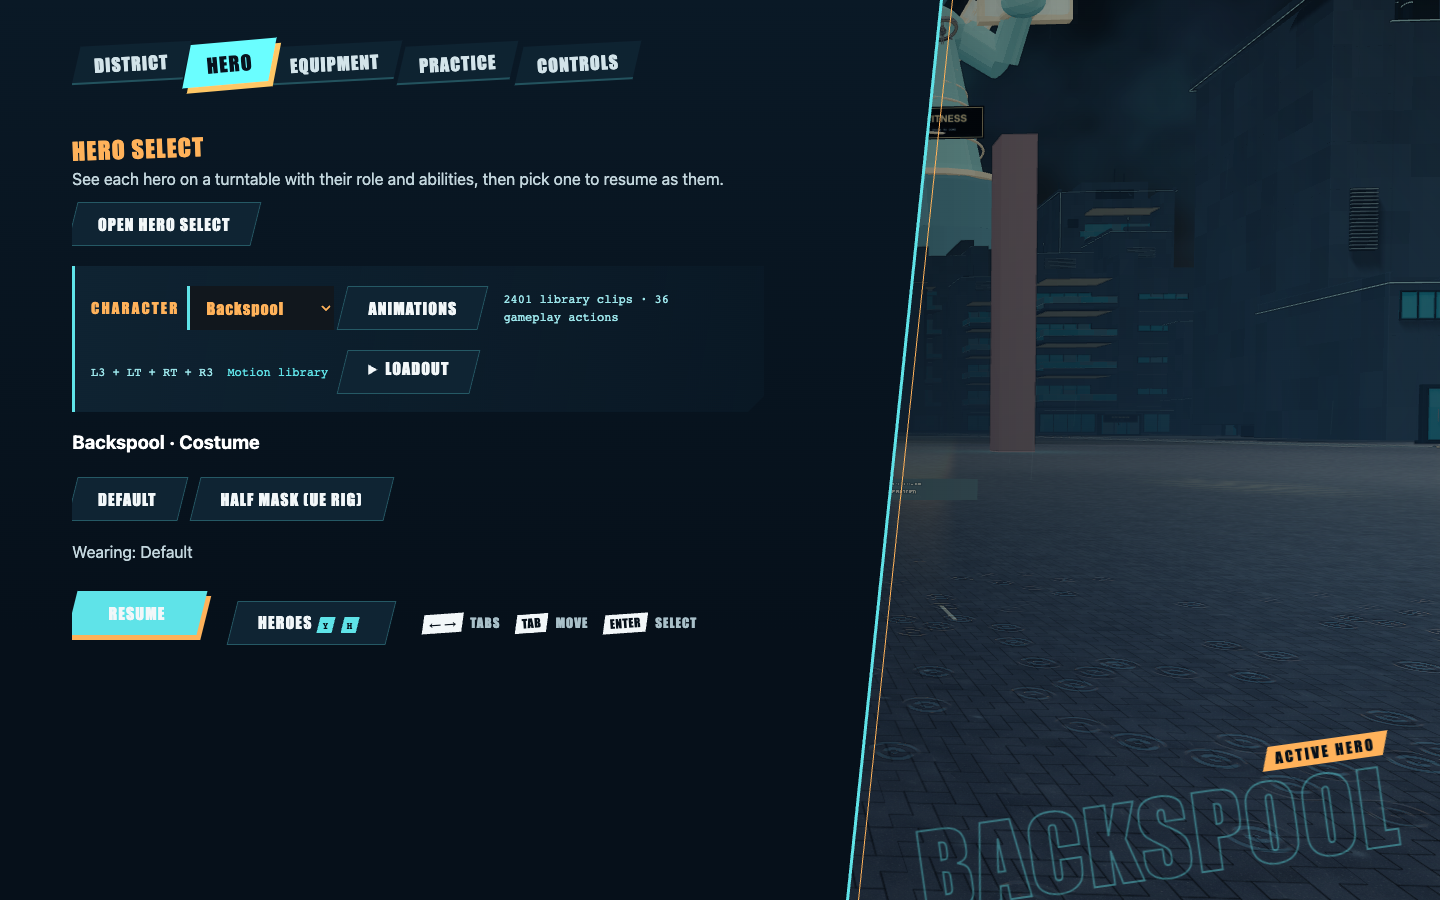 DISTRICT HERO EQUIPMENT PRACTICE CONTROLS
HERO SELECT
See each hero on a turntable with their role and abilities, then pick one to resume as them.
OPEN HERO SELECT
CHARACTER Backspool ANIMATIONS 2401 library clips · 36
gameplay actions
L3 + LT + RT + R3 Motion library ▶ LOADOUT
Backspool · Costume
DEFAULT HALF MASK (UE RIG)
Wearing: Default
RESUME HEROES Y H ←→ TABS TAB MOVE ENTER SELECT
ITNESS
ACTIVE HERO
BACKSPOOL